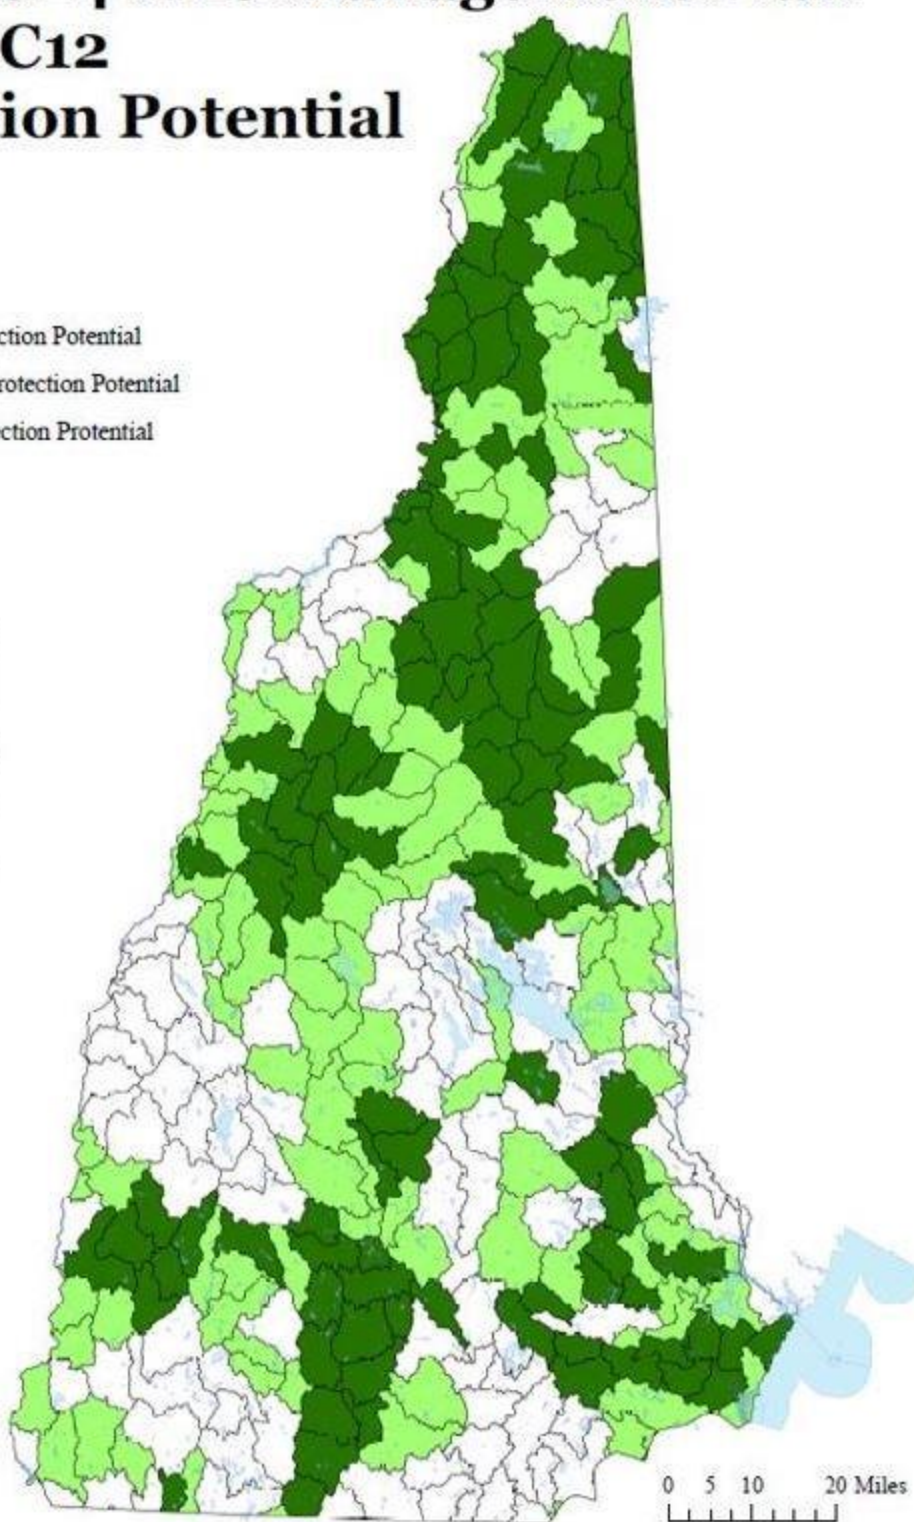 C12
ion Potential
ction Potential
rotection Potential
ction Protential
0 5 10 20 Miles